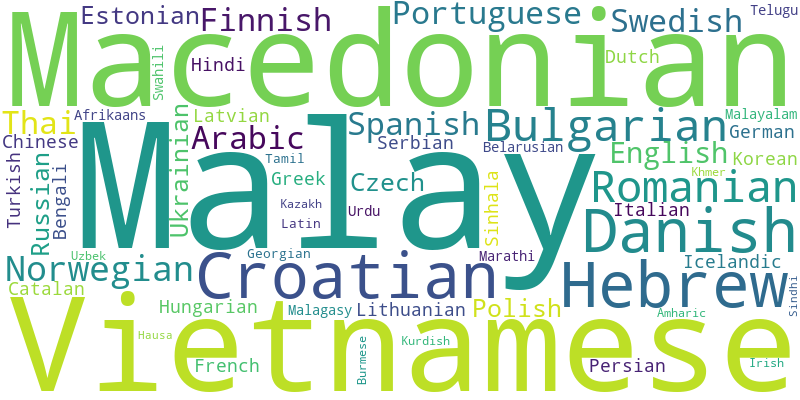 Estonian
Finnish
Portuguese
Swedish
Telugu
Macedonian
Hindi
Swahili
Dutch
Thai
Afrikaans
Latvian
Spanish
Bulgarian
Malayalam
German
Chinese
Arabic
Serbian
Belarusian
English
Korean
Malay
Turkish
Russian
Bengali
Ukrainian
Tamil
Greek
Czech
Sinhala
Khmer
Romanian
Kazakh
Urdu
Italian
Latin
Danish
Uzbek
Georgian
Marathi
Icelandic
Norwegian
Croatian
Hebrew
Sindhi
Catalan
Hungarian
Malagasy
Lithuanian
Polish
Amharic
Vietnamese
Hausa
Kurdish
Burmese
French
Persian
Irish